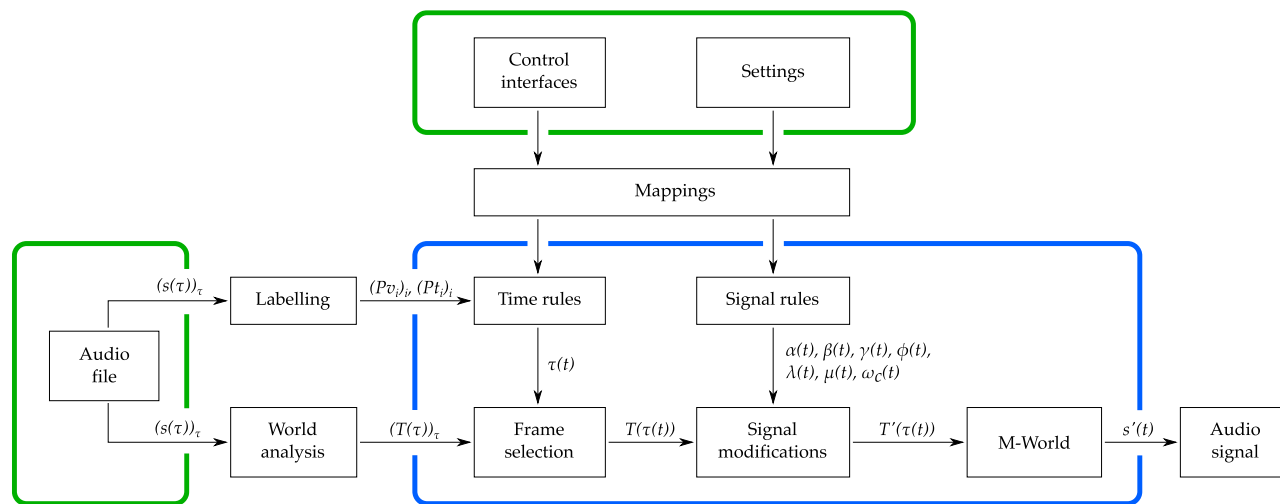 Control
interfaces
Settings
Mappings
(s(τ))τ
Labelling
(Pvi)i, (Pti)i
Time rules
Signal rules
Audio
file
τ(t)
α(t), β(t), γ(t), ϕ(t),
λ(t), μ(t), ωc(t)
(s(τ))τ
World
analysis
(T(τ))τ
Frame
selection
T(τ(t))
Signal
modifications
T'(τ(t))
M-World
s'(t)
Audio
signal